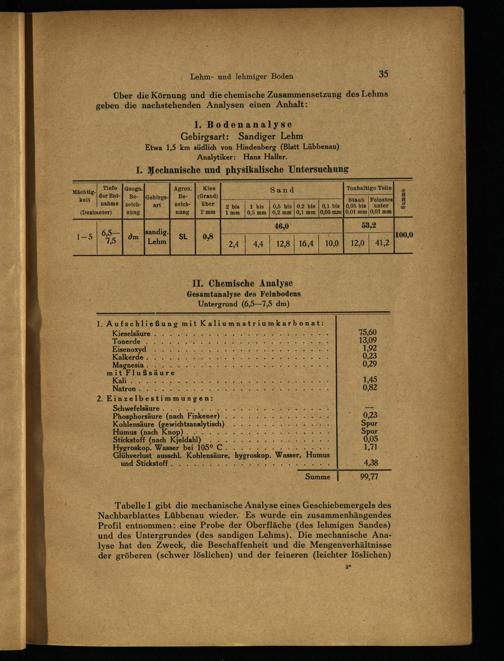 Lehm- und lehmiger Boden 35
Über die Körnung und die chemische Zusammensetzung des Lehms
geben die nachstehenden Analysen einen Anhalt:
1. Bodenanalyse
Gebirgsart: Sandiger Lehm
Etwa 1,5 km südlich von Hindenberg (Blatt Lübbenau)
Analytiker: Hans Haller.
I. Mechanische und physikalische Untersuchung
Mächtigkeit Tiefe der Entnahme (Dezimeter) Geogn. Bezeichnung Gebirgsart Agron. Bezeichnung Kies (Grand) über 2 mm Sand Tonhaltige Teile Summe
2 bis 1 mm 1 bis 0,5 mm 0,5 bis 0,2 mm 0,2 bis 0,1 mm 0,1 bis 0,05 mm Staub 0,05 bis 0,01 mm Feinstes unter 0,01 mm
1–5 6,5–7,5 ∂m sandig. Lehm SL 0,8 46,0 53,2 100,0
2,4 4,4 12,8 16,4 10,0 12,0 41,2
II. Chemische Analyse
Gesamtanalyse des Feinbodens
Untergrund (6,5—7,5 dm)
1. Aufschließung mit Kaliumnatriumkarbonat:
Kieselsäure 75,60
Tonerde 13,09
Eisenoxyd 1,92
Kalkerde 0,23
Magnesia 0,29
mit Flußsäure
Kali 1,45
Natron 0,82
2. Einzelbestimmungen:
Schwefelsäure —
Phosphorsäure (nach Finkener) 0,23
Kohlensäure (gewichtsanalytisch) Spur
Humus (nach Knop) Spur
Stickstoff (nach Kjeldahl) 0,05
Hygroskop. Wasser bei 105° C 1,71
Glühverlust ausschl. Kohlensäure, hygroskop. Wasser, Humus
und Stickstoff 4,38
Summe 99,77
Tabelle I gibt die mechanische Analyse eines Geschiebemergels des
Nachbarblattes Lübbenau wieder. Es wurde ein zusammenhängendes
Profil entnommen: eine Probe der Oberfläche (des lehmigen Sandes)
und des Untergrundes (des sandigen Lehms). Die mechanische Ana-
lyse hat den Zweck, die Beschaffenheit und die Mengenverhältnisse
der gröberen (schwer löslichen) und der feineren (leichter löslichen)
3*